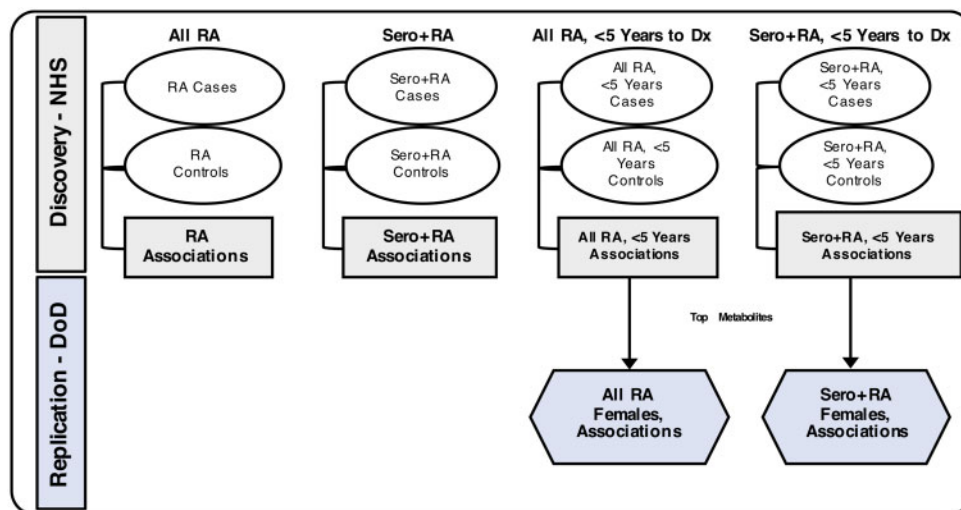 All RA
Sero+RA
All RA, <5 Years to Dx
Sero+RA, <5 Years to Dx
Discovery - NHS
RA Cases
Sero+RA
Cases
All RA,
<5 Years
Cases
Sero+RA,
<5 Years
Cases
RA
Controls
Sero+RA
Controls
All RA, <5
Years
Controls
Sero+RA,
<5 Years
Controls
RA
Associations
Sero+RA
Associations
All RA, <5 Years
Associations
Sero+RA, <5 Years
Associations
Top Metabolites
Replication - DoD
All RA
Females,
Associations
Sero+RA
Females,
Associations